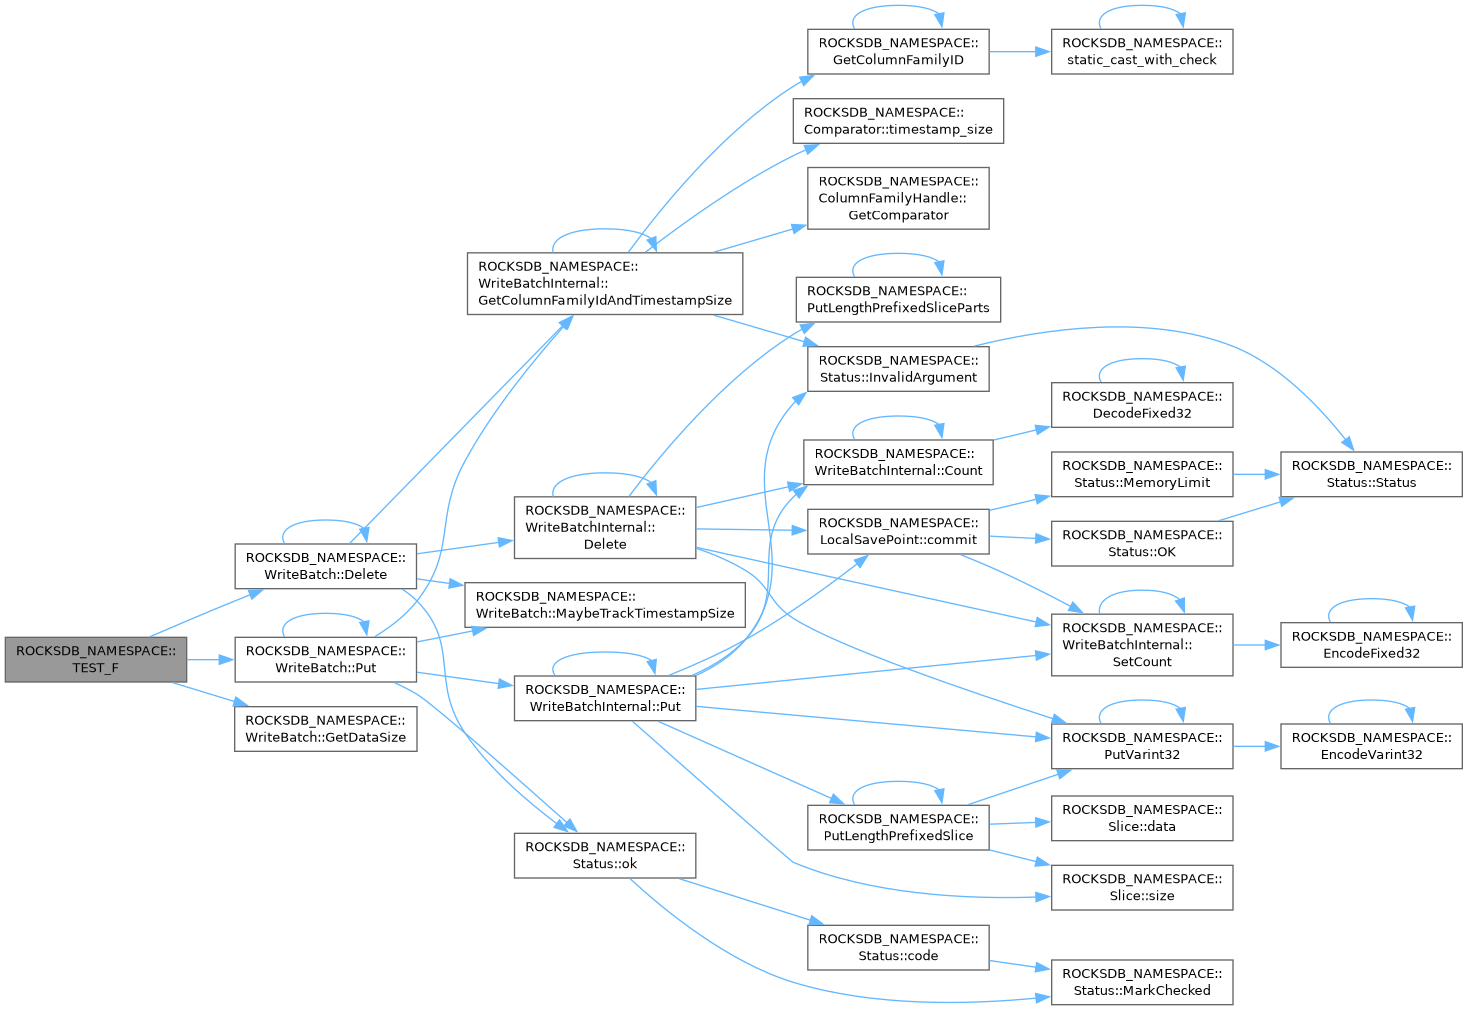 ROCKSDB_NAMESPACE::
GetColumnFamilyID
ROCKSDB_NAMESPACE::
static_cast_with_check
ROCKSDB_NAMESPACE::
Comparator::timestamp_size
ROCKSDB_NAMESPACE::
ColumnFamilyHandle::
GetComparator
ROCKSDB_NAMESPACE::
WriteBatchInternal::
GetColumnFamilyIdAndTimestampSize
ROCKSDB_NAMESPACE::
PutLengthPrefixedSliceParts
ROCKSDB_NAMESPACE::
Status::InvalidArgument
ROCKSDB_NAMESPACE::
DecodeFixed32
ROCKSDB_NAMESPACE::
WriteBatchInternal::Count
ROCKSDB_NAMESPACE::
Status::MemoryLimit
ROCKSDB_NAMESPACE::
Status::Status
ROCKSDB_NAMESPACE::
WriteBatchInternal::
Delete
ROCKSDB_NAMESPACE::
LocalSavePoint::commit
ROCKSDB_NAMESPACE::
Status::OK
ROCKSDB_NAMESPACE::
WriteBatch::Delete
ROCKSDB_NAMESPACE::
WriteBatch::MaybeTrackTimestampSize
ROCKSDB_NAMESPACE::
WriteBatchInternal::
SetCount
ROCKSDB_NAMESPACE::
EncodeFixed32
ROCKSDB_NAMESPACE::
TEST_F
ROCKSDB_NAMESPACE::
WriteBatch::Put
ROCKSDB_NAMESPACE::
WriteBatchInternal::Put
ROCKSDB_NAMESPACE::
WriteBatch::GetDataSize
ROCKSDB_NAMESPACE::
PutVarint32
ROCKSDB_NAMESPACE::
EncodeVarint32
ROCKSDB_NAMESPACE::
PutLengthPrefixedSlice
ROCKSDB_NAMESPACE::
Slice::data
ROCKSDB_NAMESPACE::
Status::ok
ROCKSDB_NAMESPACE::
Slice::size
ROCKSDB_NAMESPACE::
Status::code
ROCKSDB_NAMESPACE::
Status::MarkChecked